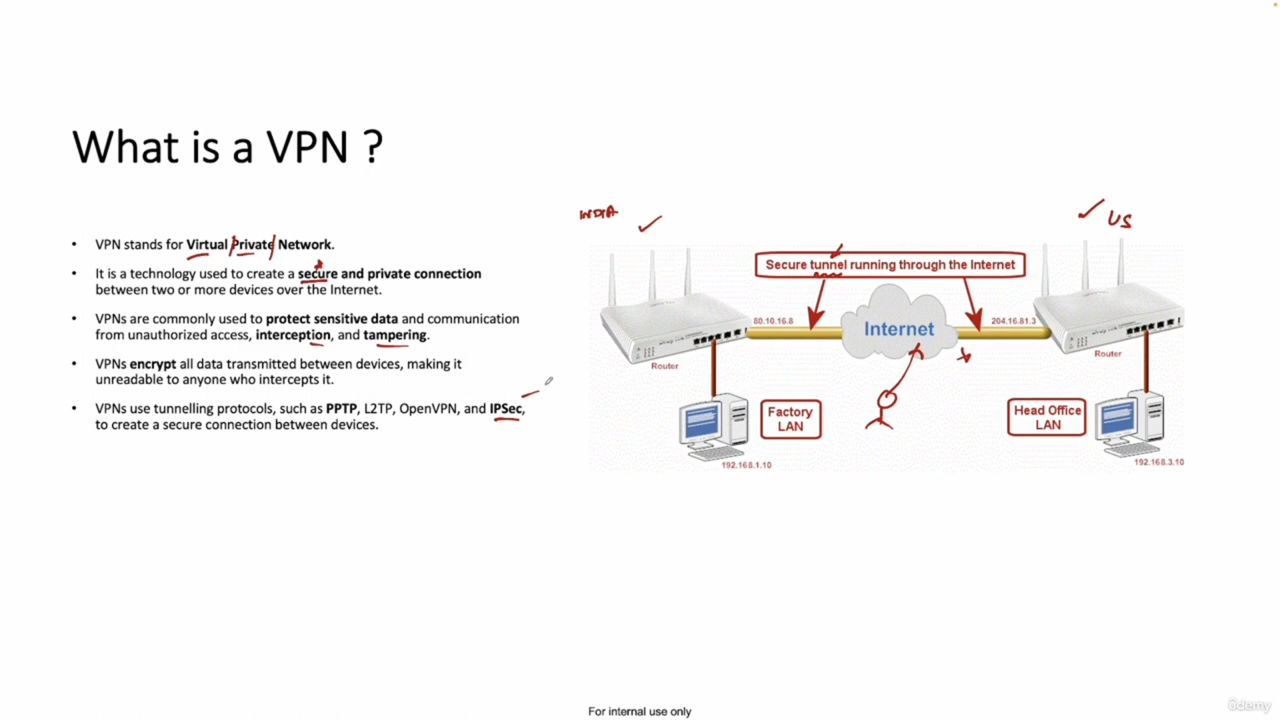 What is a VPN ?
• VPN stands for Virtual Private Network.
• It is a technology used to create a secure and private connection
between two or more devices over the Internet.
• VPNs are commonly used to protect sensitive data and communication
from unauthorized access, interception, and tampering.
• VPNs encrypt all data transmitted between devices, making it
unreadable to anyone who intercepts it.
• VPNs use tunnelling protocols, such as PPTP, L2TP, OpenVPN, and IPSec,
to create a secure connection between devices.
INDIA
US
Secure tunnel running through the Internet
80.10.16.8
Internet
204.16.81.3
Router
Router
Factory
LAN
Head Office
LAN
192.168.1.10
192.168.3.10
For internal use only
ûdemy